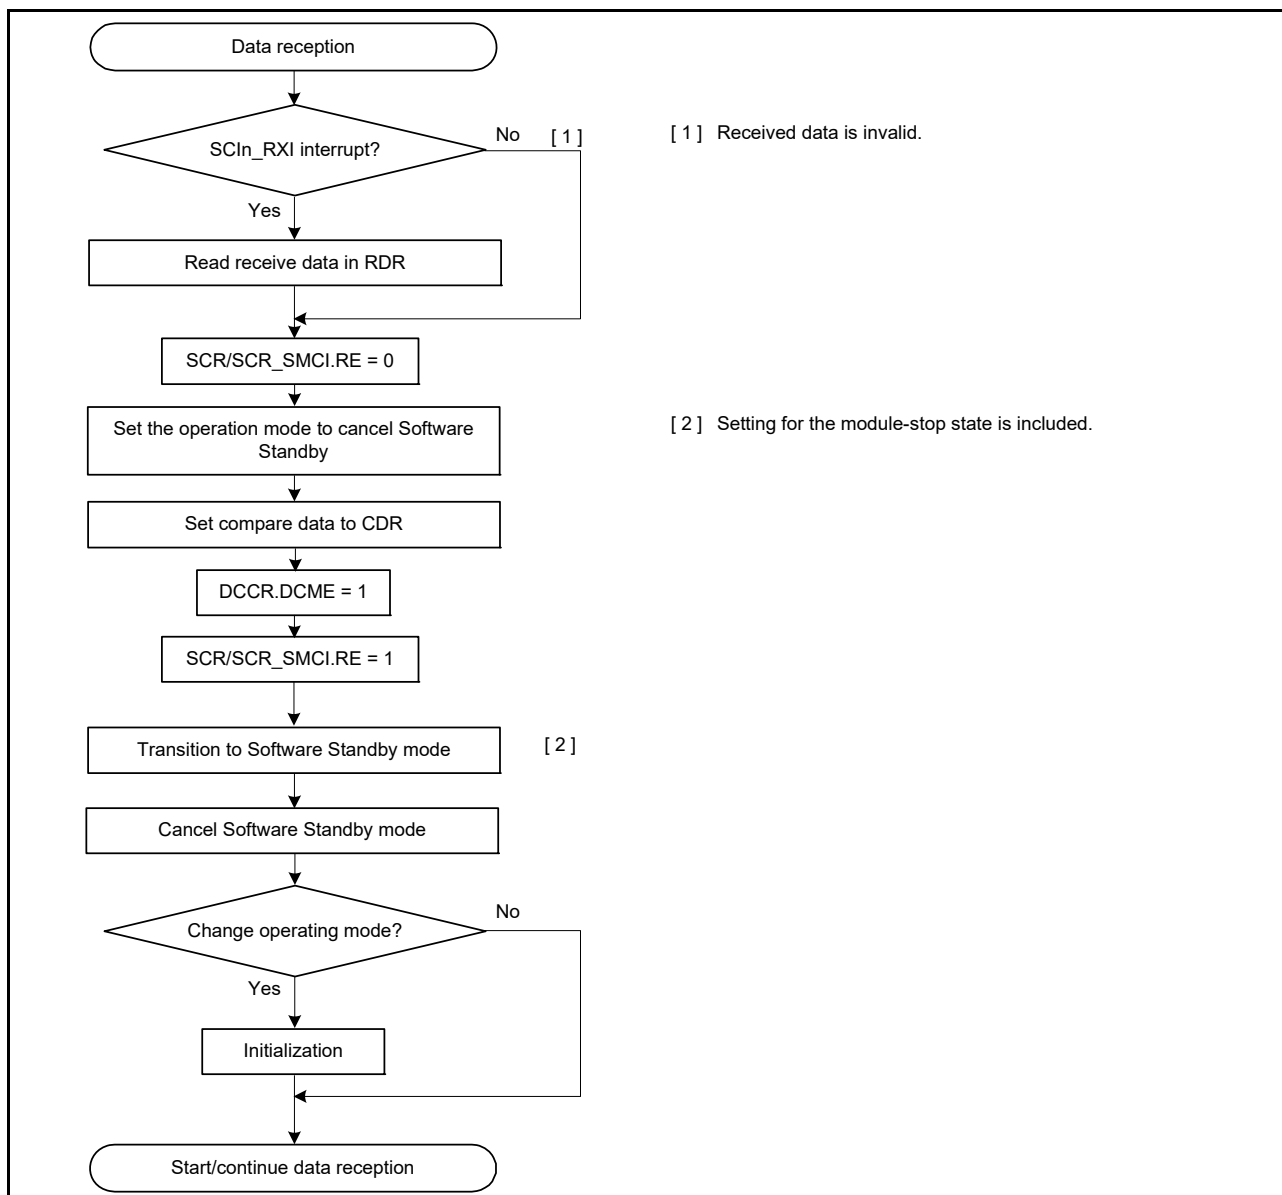 Data reception
SCIn_RXI interrupt?
No [ 1 ]
[ 1 ] Received data is invalid.
Yes
Read receive data in RDR
SCR/SCR_SMCI.RE = 0
Set the operation mode to cancel Software
Standby
[ 2 ] Setting for the module-stop state is included.
Set compare data to CDR
DCCR.DCME = 1
SCR/SCR_SMCI.RE = 1
Transition to Software Standby mode
[ 2 ]
Cancel Software Standby mode
Change operating mode?
No
Yes
Initialization
Start/continue data reception